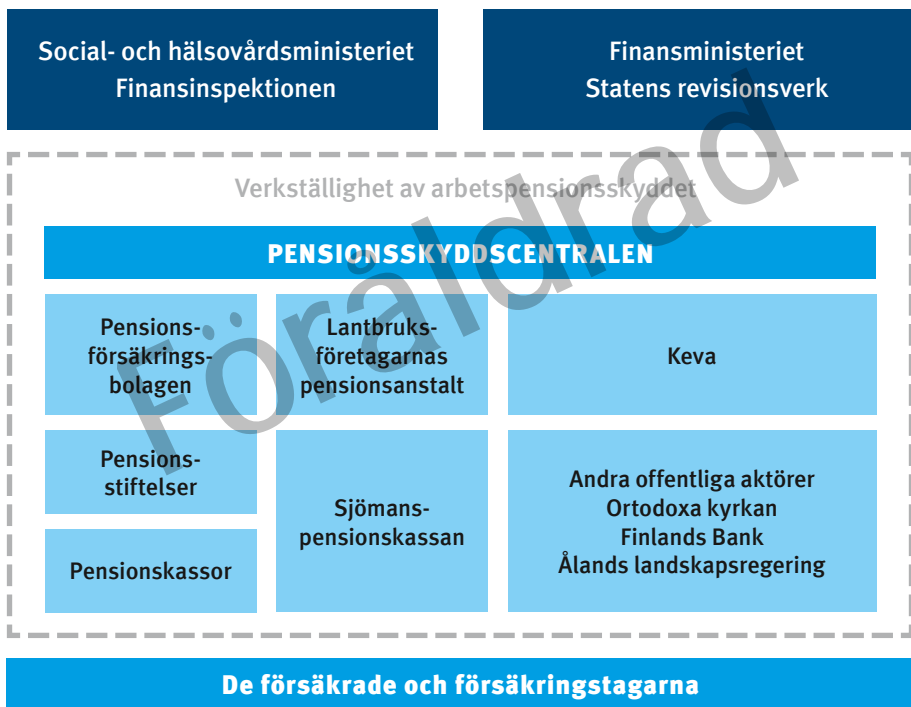 Social- och hälsovårdsministeriet
Finansinspektionen
Finansministeriet
Statens revisionsverk
Verkställighet av arbetspensionsskyddet
PENSIONSSKYDDSCENTRALEN
Pensions-
försäkrings-
bolagen
Lantbruks-
företagarnas
pensionsanstalt
Keva
Pensions-
stiftelser
Pensionskassor
Sjömans-
pensionskassan
Andra offentliga aktörer
Ortodoxa kyrkan
Finlands Bank
Ålands landskapsregering
De försäkrade och försäkringstagarna
Föråldrad